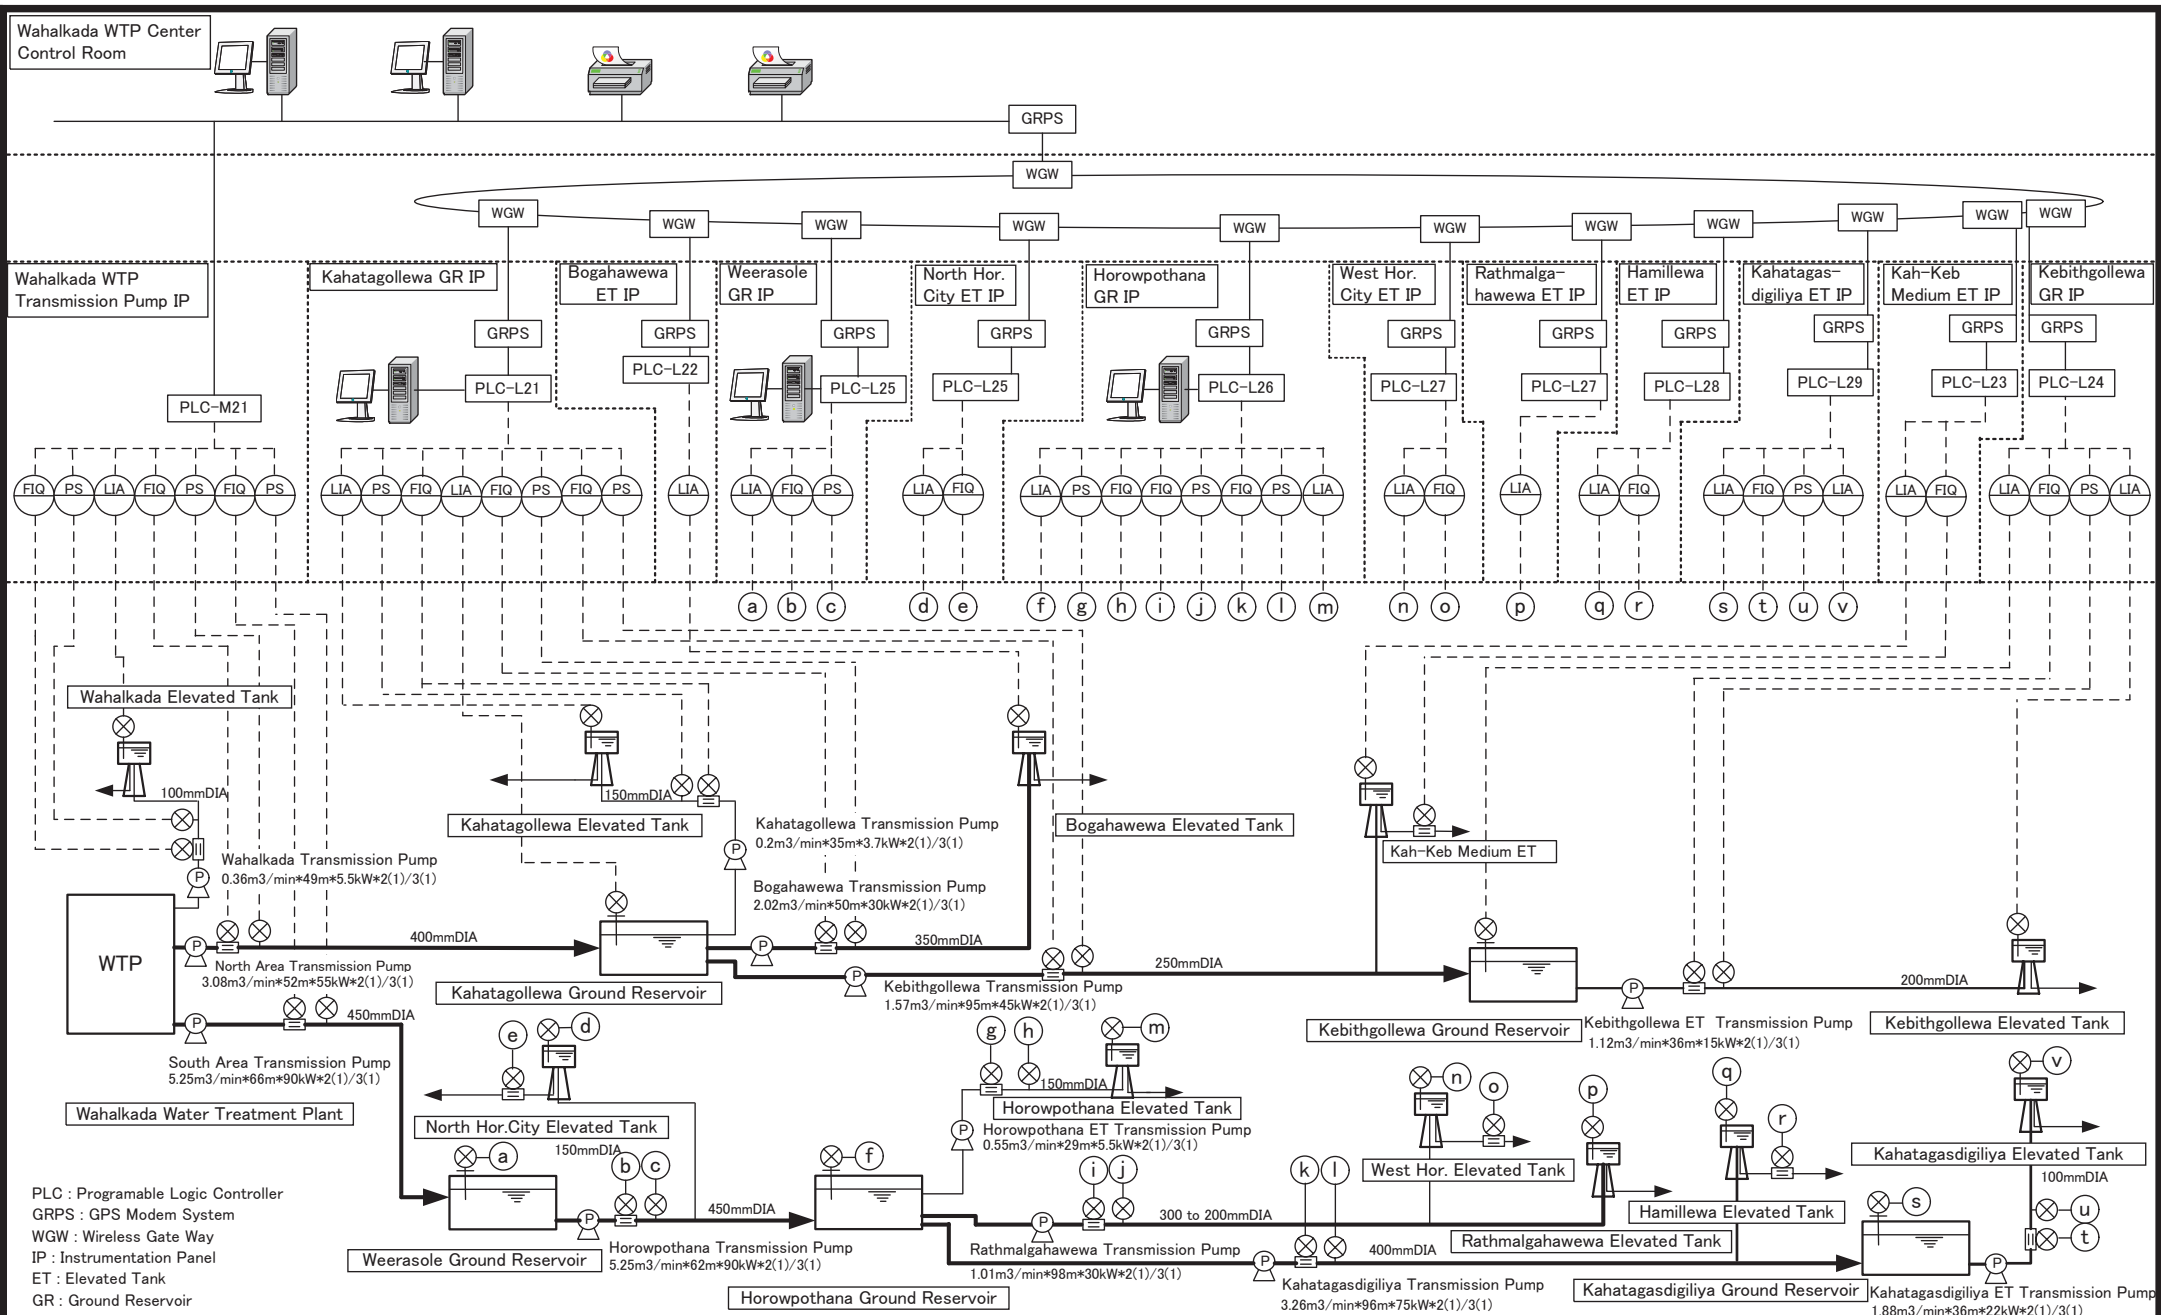 Wahalkada WTP Center
Control Room
GRPS
WGW
WGW
WGW
WGW
WGW
WGW
WGW
WGW
WGW
WGW
WGW
WGW
Wahalkada WTP
Transmission Pump IP
Kahatagollewa GR IP
Bogahawewa
ET IP
Weerasole
GR IP
North Hor.
City ET IP
Horowpothana
GR IP
West Hor.
City ET IP
Rathmalga-
hawewa ET IP
Hamillewa
ET IP
Kahatagas-
digiliya ET IP
Kah-Keb
Medium ET IP
Kebithgollewa
GR IP
GRPS
GRPS
GRPS
GRPS
GRPS
GRPS
GRPS
GRPS
GRPS
GRPS
GRPS
PLC-M21
PLC-L21
PLC-L22
PLC-L25
PLC-L25
PLC-L26
PLC-L27
PLC-L27
PLC-L28
PLC-L29
PLC-L23
PLC-L24
FIQ PS LIA FIQ PS FIQ PS
LIA PS FIQ LIA FIQ PS FIQ PS
LIA
LIA FIQ PS
LIA FIQ
LIA PS FIQ FIQ PS FIQ PS LIA
LIA FIQ
LIA
LIA FIQ
LIA FIQ PS LIA
LIA FIQ
LIA FIQ PS LIA
a b c d e f g h i j k l m n o p q r s t u v
Wahalkada Elevated Tank
100mmDIA
Wahalkada Transmission Pump
0.36m3/min*49m*5.5kW*2(1)/3(1)
P
WTP
P
North Area Transmission Pump
3.08m3/min*52m*55kW*2(1)/3(1)
400mmDIA
P
450mmDIA
South Area Transmission Pump
5.25m3/min*66m*90kW*2(1)/3(1)
Wahalkada Water Treatment Plant
150mmDIA
Kahatagollewa Elevated Tank
Kahatagollewa Transmission Pump
0.2m3/min*35m*3.7kW*2(1)/3(1)
P
Bogahawewa Elevated Tank
Bogahawewa Transmission Pump
2.02m3/min*50m*30kW*2(1)/3(1)
P
350mmDIA
Kahatagollewa Ground Reservoir
P
Kebithgollewa Transmission Pump
1.57m3/min*95m*45kW*2(1)/3(1)
250mmDIA
Kah-Keb Medium ET
Kebithgollewa Ground Reservoir
P
Kebithgollewa ET Transmission Pump
1.12m3/min*36m*15kW*2(1)/3(1)
200mmDIA
Kebithgollewa Elevated Tank
e
d
North Hor.City Elevated Tank
150mmDIA
a
b
c
P
450mmDIA
Weerasole Ground Reservoir
Horowpothana Transmission Pump
5.25m3/min*62m*90kW*2(1)/3(1)
g
h
m
150mmDIA
Horowpothana Elevated Tank
P
Horowpothana ET Transmission Pump
0.55m3/min*29m*5.5kW*2(1)/3(1)
f
i
j
P
300 to 200mmDIA
Rathmalgahawewa Transmission Pump
1.01m3/min*98m*30kW*2(1)/3(1)
Horowpothana Ground Reservoir
k
l
P
400mmDIA
Kahatagasdigiliya Transmission Pump
3.26m3/min*96m*75kW*2(1)/3(1)
n
o
West Hor. Elevated Tank
p
Rathmalgahawewa Elevated Tank
q
r
Hamillewa Elevated Tank
v
Kahatagasdigiliya Elevated Tank
100mmDIA
s
u
t
P
Kahatagasdigiliya Ground Reservoir
Kahatagasdigiliya ET Transmission Pump
1.88m3/min*36m*22kW*2(1)/3(1)
PLC : Programable Logic Controller
GRPS : GPS Modem System
WGW : Wireless Gate Way
IP : Instrumentation Panel
ET : Elevated Tank
GR : Ground Reservoir